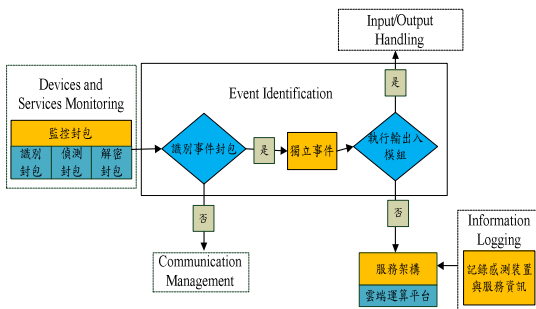 Input/Output
Handling
是
Devices and
Services Monitoring
監控封包
識別
封包
偵測
封包
解密
封包
Event Identification
識別事件封包
是
獨立事件
執行輸出入
模組
否
Communication
Management
否
服務架構
雲端運算平台
Information
Logging
記錄感測裝置
與服務資訊